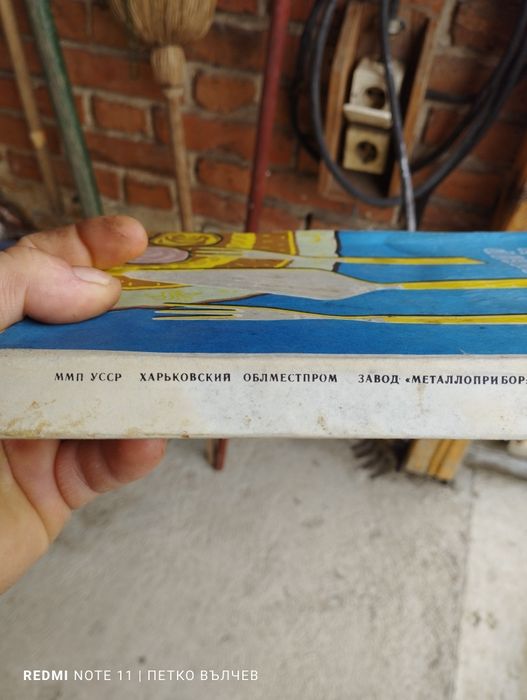 ММП УССР ХАРЬКОВСКИЙ ОБЛМЕСТПРОМ ЗАВОД «МЕТАЛЛОПРИБОР»
REDMI NOTE 11 | ПЕТКО ВЪЛЧЕВ